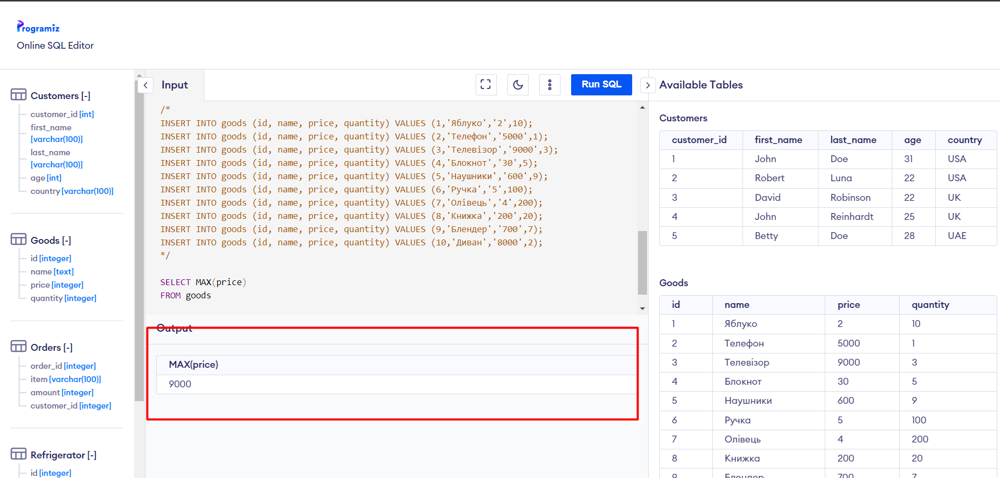 Programiz
Online SQL Editor
Customers [-]
customer_id [int]
first_name
[varchar(100)]
last_name
[varchar(100)]
age [int]
country [varchar(100)]
Goods [-]
id [integer]
name [text]
price [integer]
quantity [integer]
Orders [-]
order_id [integer]
item [varchar(100)]
amount [integer]
customer_id [integer]
Refrigerator [-]
id [integer]
Input
Run SQL
/*
INSERT INTO goods (id, name, price, quantity) VALUES (1,'Яблуко','2',10);
INSERT INTO goods (id, name, price, quantity) VALUES (2,'Телефон','5000',1);
INSERT INTO goods (id, name, price, quantity) VALUES (3,'Телевізор','9000',3);
INSERT INTO goods (id, name, price, quantity) VALUES (4,'Блокнот','30',5);
INSERT INTO goods (id, name, price, quantity) VALUES (5,'Наушники','600',9);
INSERT INTO goods (id, name, price, quantity) VALUES (6,'Ручка','5',100);
INSERT INTO goods (id, name, price, quantity) VALUES (7,'Олівець','4',200);
INSERT INTO goods (id, name, price, quantity) VALUES (8,'Книжка','200',20);
INSERT INTO goods (id, name, price, quantity) VALUES (9,'Блендер','700',7);
INSERT INTO goods (id, name, price, quantity) VALUES (10,'Диван','8000',2);
*/
SELECT MAX(price)
FROM goods
Output
MAX(price)
9000
Available Tables
Customers
customer_id first_name last_name age country
1 John Doe 31 USA
2 Robert Luna 22 USA
3 David Robinson 22 UK
4 John Reinhardt 25 UK
5 Betty Doe 28 UAE
Goods
id name price quantity
1 Яблуко 2 10
2 Телефон 5000 1
3 Телевізор 9000 3
4 Блокнот 30 5
5 Наушники 600 9
6 Ручка 5 100
7 Олівець 4 200
8 Книжка 200 20
9 Блендер 700 7